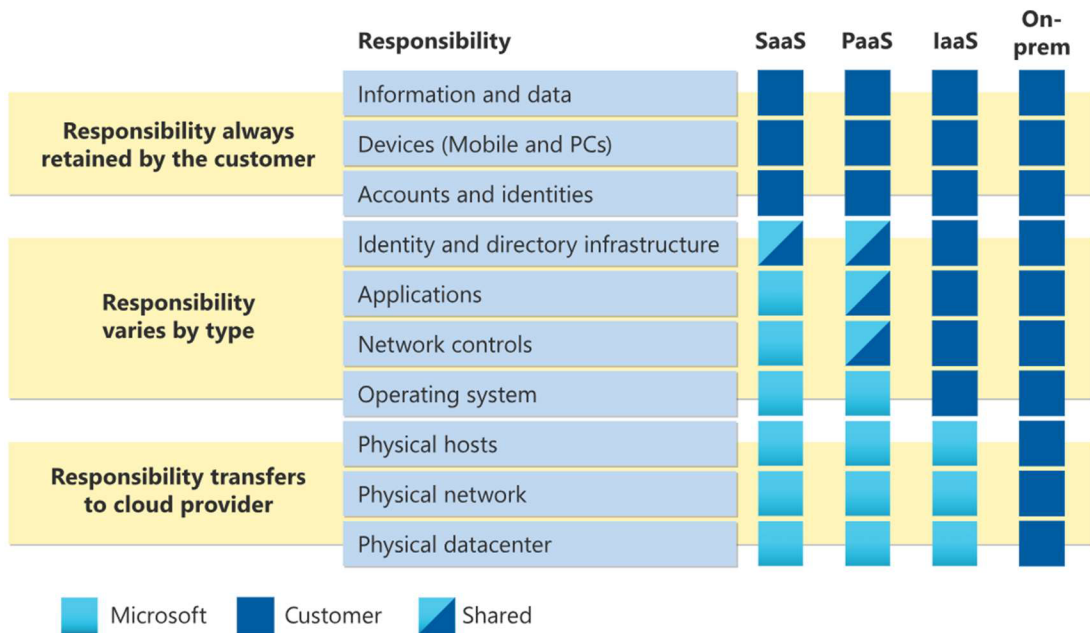 Responsibility SaaS PaaS IaaS On-
prem
Responsibility always
retained by the customer
Information and data
Devices (Mobile and PCs)
Accounts and identities
Responsibility
varies by type
Identity and directory infrastructure
Applications
Network controls
Operating system
Responsibility transfers
to cloud provider
Physical hosts
Physical network
Physical datacenter
Microsoft Customer Shared